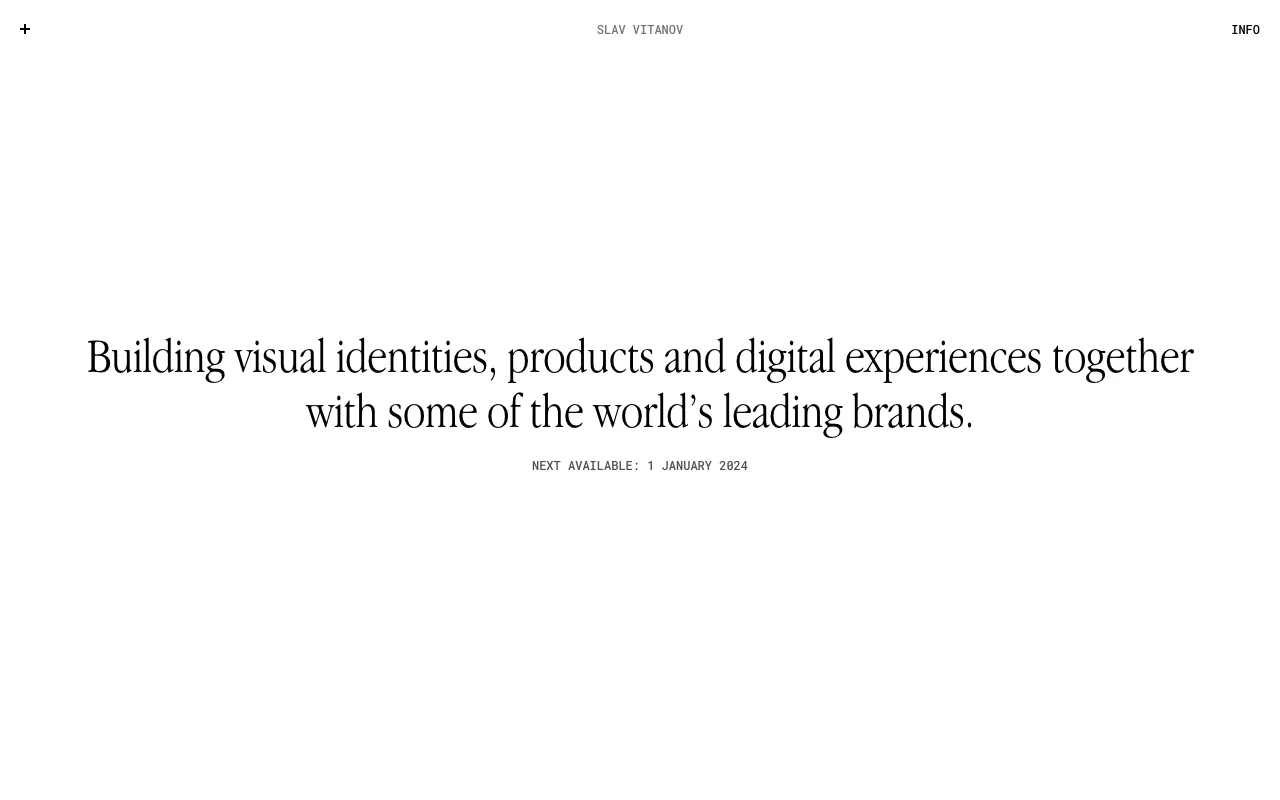 +
SLAV VITANOV
INFO
Building visual identities, products and digital experiences together
with some of the world’s leading brands.
NEXT AVAILABLE: 1 JANUARY 2024